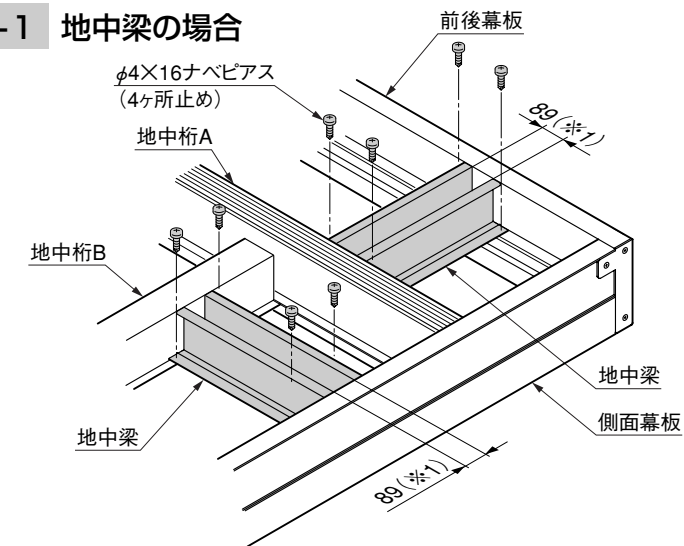 -1 地中梁の場合
前後幕板
φ4×16ナベピアス
（4ヶ所止め）
89（※1）
地中桁A
地中桁B
地中梁
側面幕板
地中梁
89（※1）